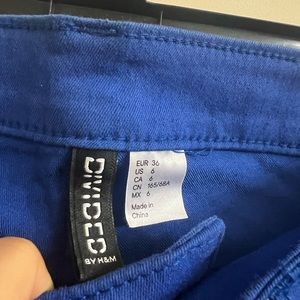 DIVIDED
BY H&M
EUR 36
US 6
CA 6
CN 165/68A
MX 6
Made in
China